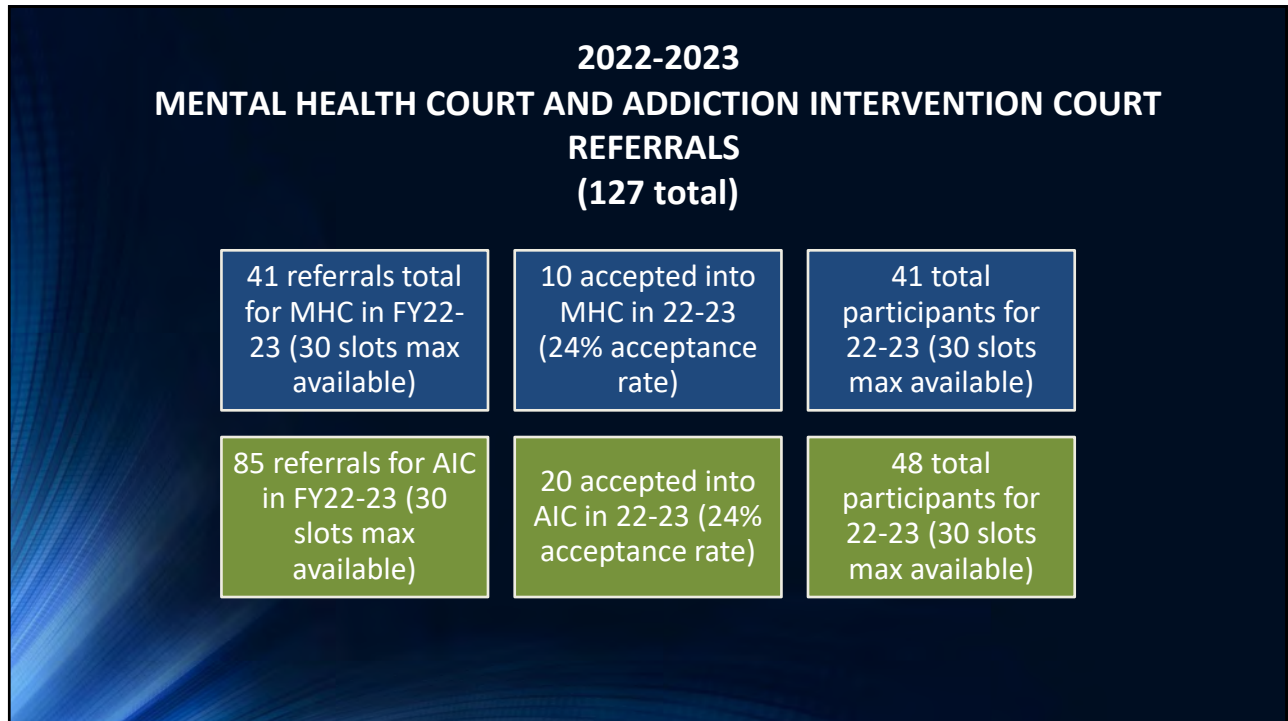 2022-2023
MENTAL HEALTH COURT AND ADDICTION INTERVENTION COURT
REFERRALS
(127 total)
41 referrals total
for MHC in FY22-
23 (30 slots max
available)
10 accepted into
MHC in 22-23
(24% acceptance
rate)
41 total
participants for
22-23 (30 slots
max available)
85 referrals for AIC
in FY22-23 (30
slots max
available)
20 accepted into
AIC in 22-23 (24%
acceptance rate)
48 total
participants for
22-23 (30 slots
max available)